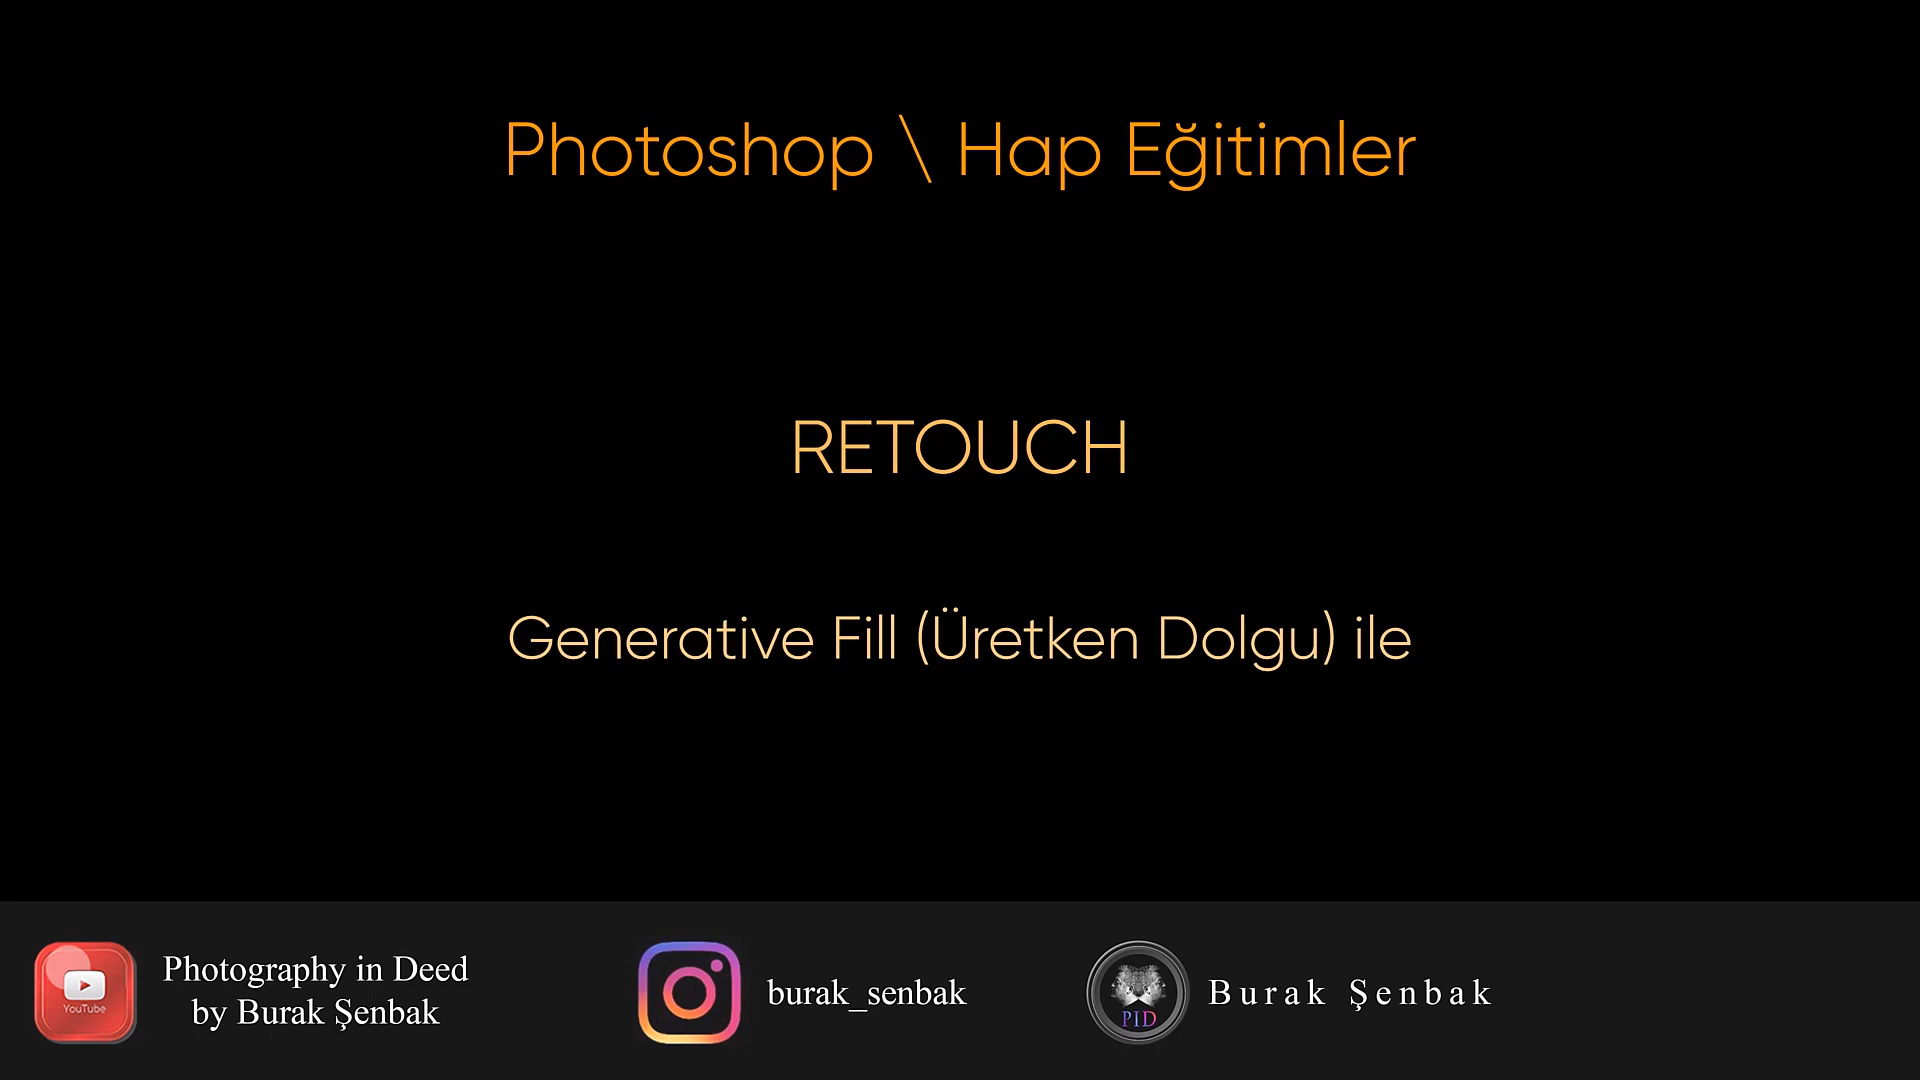 Photoshop \ Hap Eğitimler
RETOUCH
Generative Fill (Üretken Dolgu) ile
YouTube
Photography in Deed
by Burak Şenbak
burak_senbak
PID
Burak Şenbak